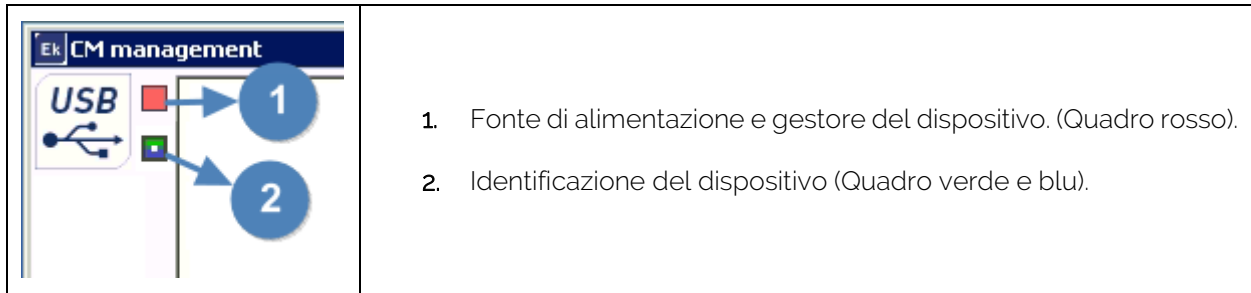 Ek CM management
USB
1
2
1. Fonte di alimentazione e gestore del dispositivo. (Quadro rosso).
2. Identificazione del dispositivo (Quadro verde e blu).